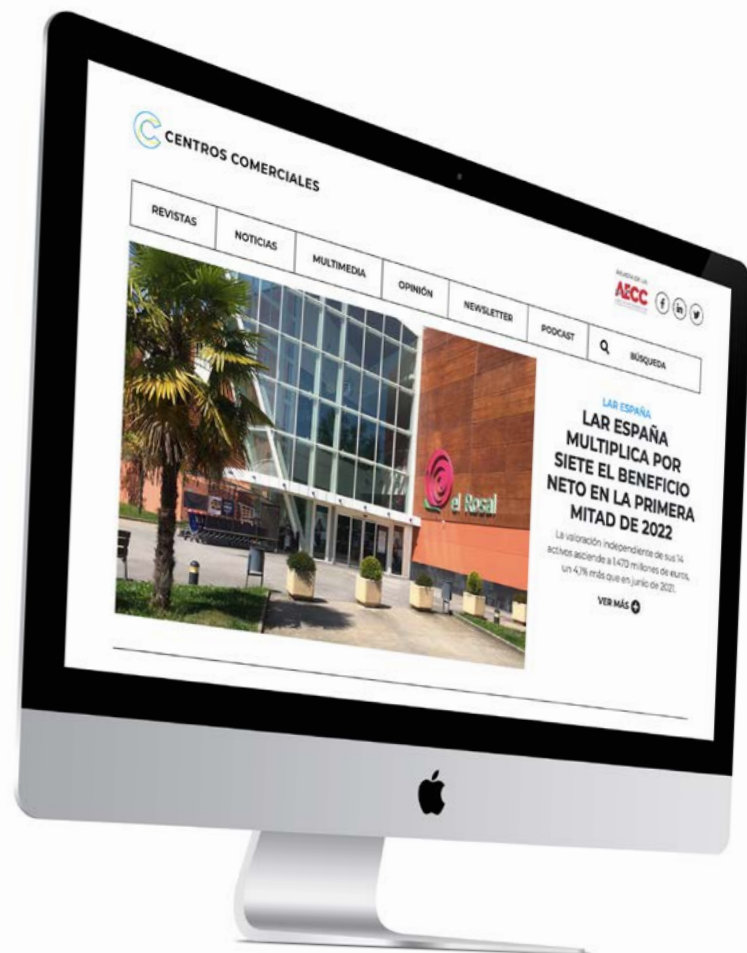 CENTROS COMERCIALES
REVISTAS
NOTICIAS
MULTIMEDIA
OPINIÓN
NEWSLETTER
PODCAST
BÚSQUEDA
AECC
el Rosal
LAR ESPAÑA
LAR ESPAÑA
MULTIPLICA POR
SIETE EL BENEFICIO
NETO EN LA PRIMERA
MITAD DE 2022
La valoración independiente de sus 14
activos asciende a 1.470 millones de euros,
un 4,1% más que en junio de 2021.
VER MÁS